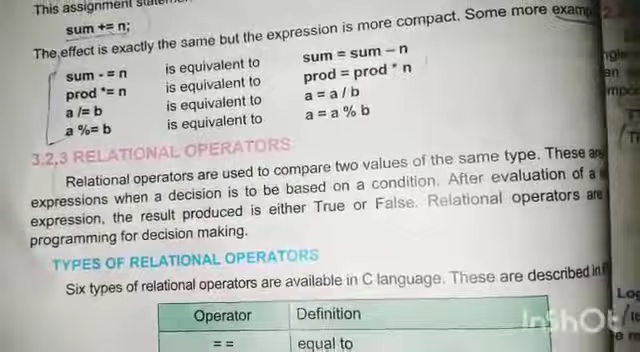 This assignment
sum += n;
The effect is exactly the same but the expression is more compact. Some more examp
sum - = n is equivalent to sum = sum – n
prod *= n is equivalent to prod = prod * n
a /= b is equivalent to a = a / b
a %= b is equivalent to a = a % b
3.2,3 RELATIONAL OPERATORS
Relational operators are used to compare two values of the same type. These are
expressions when a decision is to be based on a condition. After evaluation of a
expression, the result produced is either True or False. Relational operators are
programming for decision making.
TYPES OF RELATIONAL OPERATORS
Six types of relational operators are available in C language. These are described in
Operator Definition
= = equal to
InShOt